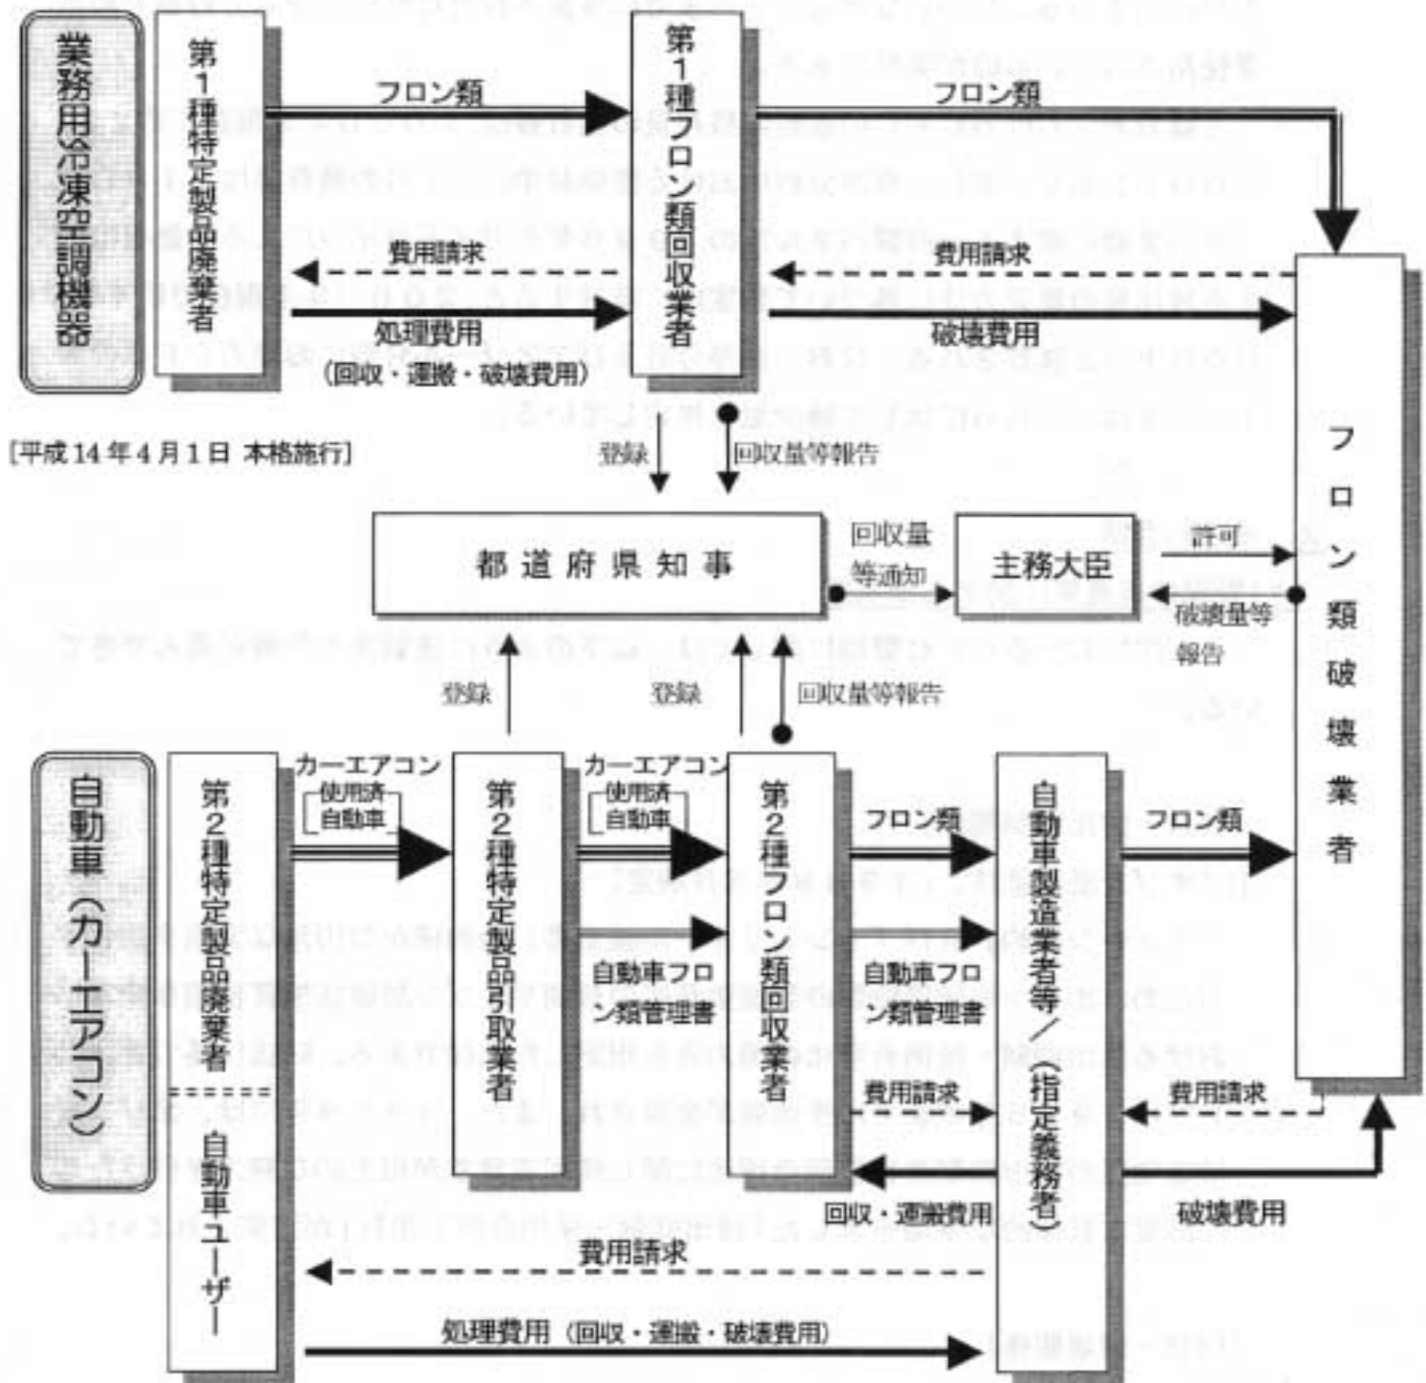 業務用冷凍空調機器
第1種特定製品廃棄者
フロン類
第1種フロン類回収業者
フロン類
費用請求
費用請求
処理費用
(回収・運搬・破壊費用)
破壊費用
[平成14年4月1日 本格施行]
登録
回収量等報告
フロン類破壊業者
都道府県知事
回収量
等通知
主務大臣
許可
破壊量等
報告
登録
登録
回収量等報告
自動車(カーエアコン)
第2種特定製品廃棄者
自動車ユーザー
カーエアコン
使用済
自動車
第2種特定製品引取業者
カーエアコン
使用済
自動車
第2種フロン類回収業者
フロン類
自動車製造業者等/(指定義務者)
フロン類
自動車フロ
ン類管理書
自動車フロ
ン類管理書
費用請求
費用請求
回収・運搬費用
破壊費用
費用請求
処理費用(回収・運搬・破壊費用)